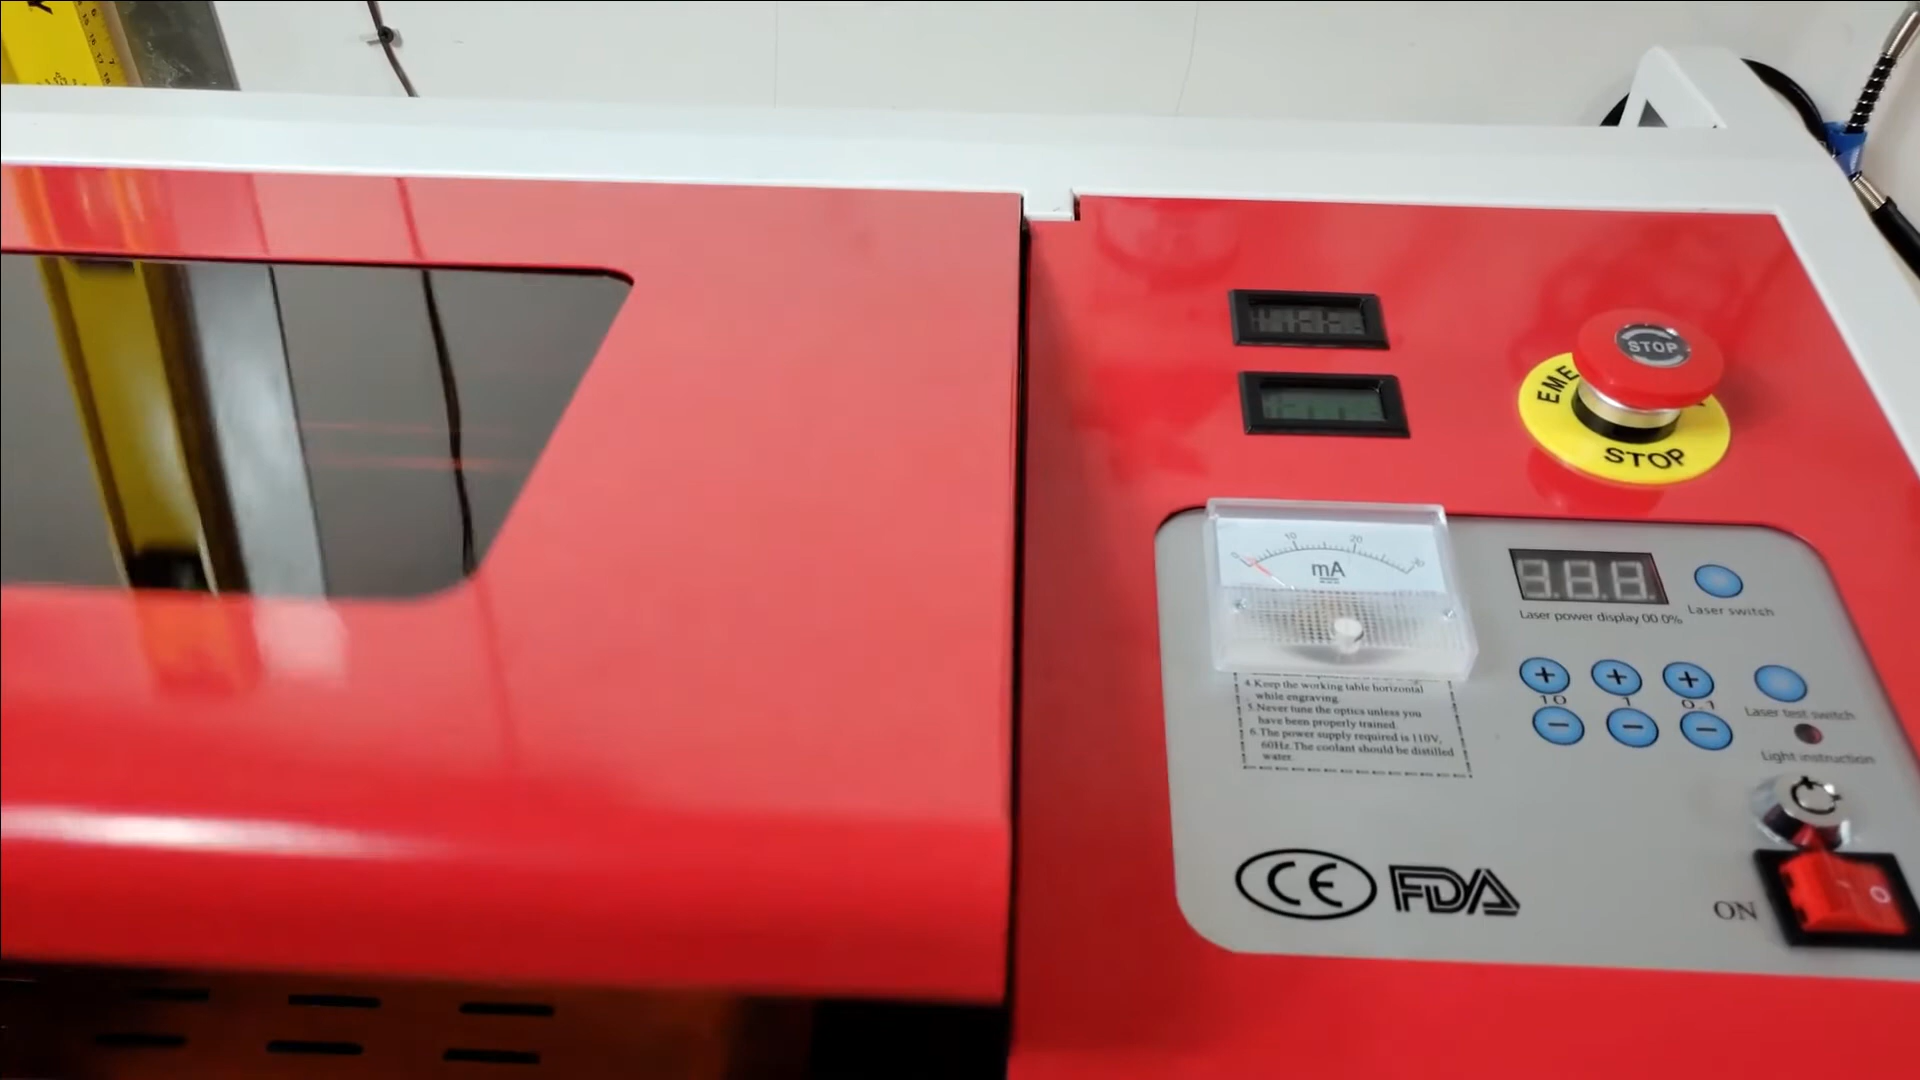 STOP
EME
STOP
0 10 20 30
mA
Laser power display 00.0%
Laser switch
+ + +
10 1 0.1
- - -
Laser test switch
Light instruction
4.Keep the working table horizontal
while engraving.
5.Never tune the optics unless you
have been properly trained.
6.The power supply required is 110V,
60Hz.The coolant should be distilled
water.
CE FDA
ON